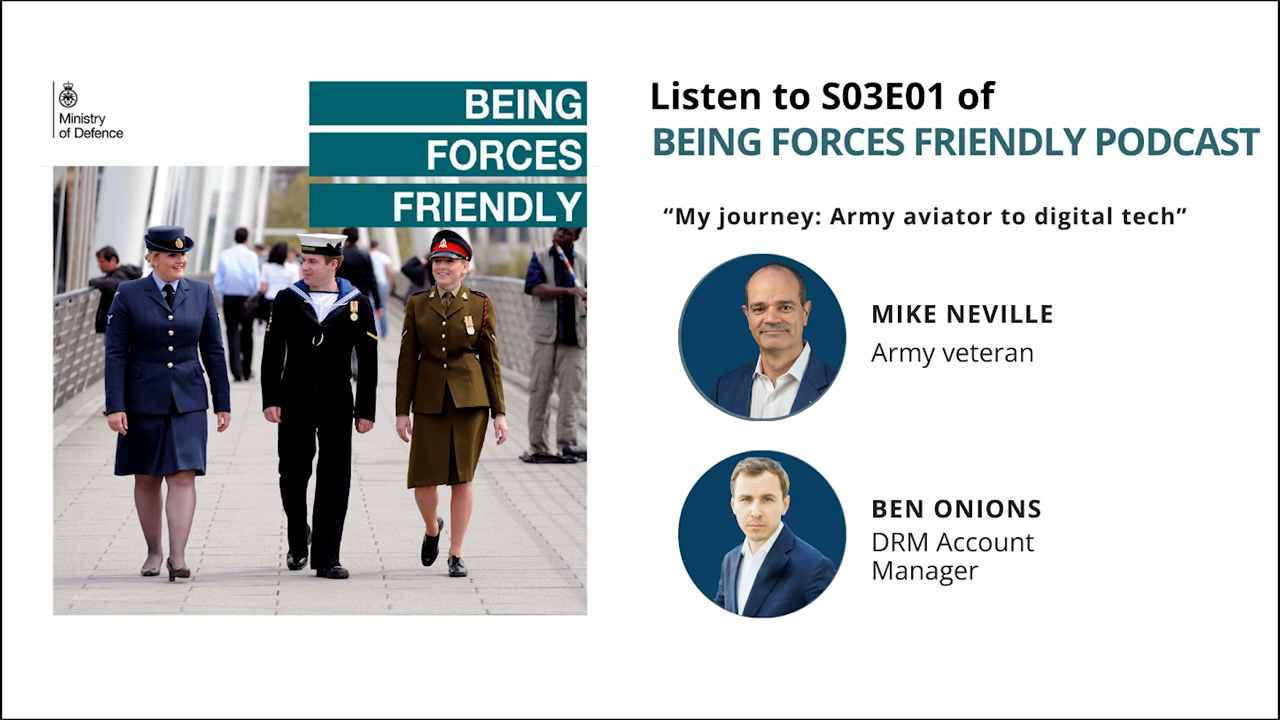 Ministry
of Defence
BEING
FORCES
FRIENDLY
Listen to S03E01 of
BEING FORCES FRIENDLY PODCAST
“My journey: Army aviator to digital tech”
MIKE NEVILLE
Army veteran
BEN ONIONS
DRM Account
Manager